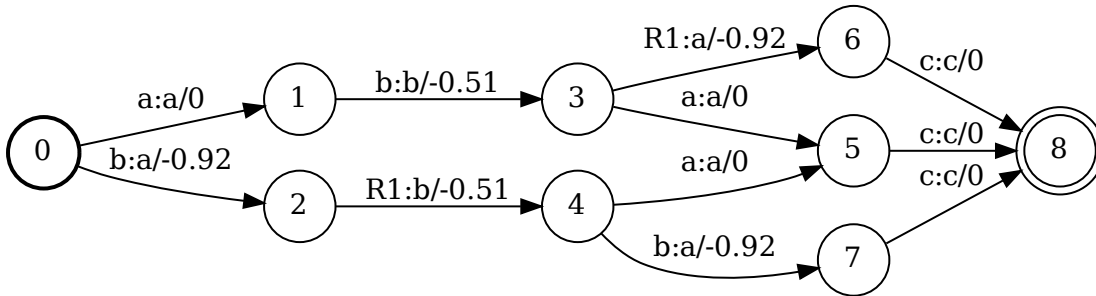 0
a:a/0
b:a/-0.92
1
2
b:b/-0.51
R1:b/-0.51
3
4
R1:a/-0.92
a:a/0
a:a/0
b:a/-0.92
6
5
7
c:c/0
c:c/0
c:c/0
8